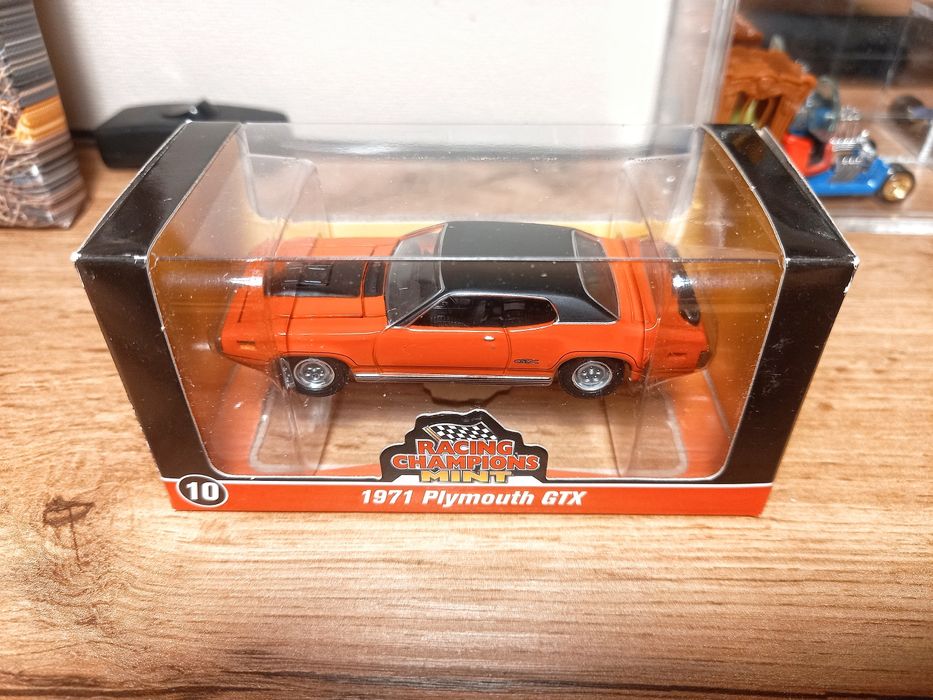 GTX
RACING
CHAMPIONS
MINT
10
1971 Plymouth GTX